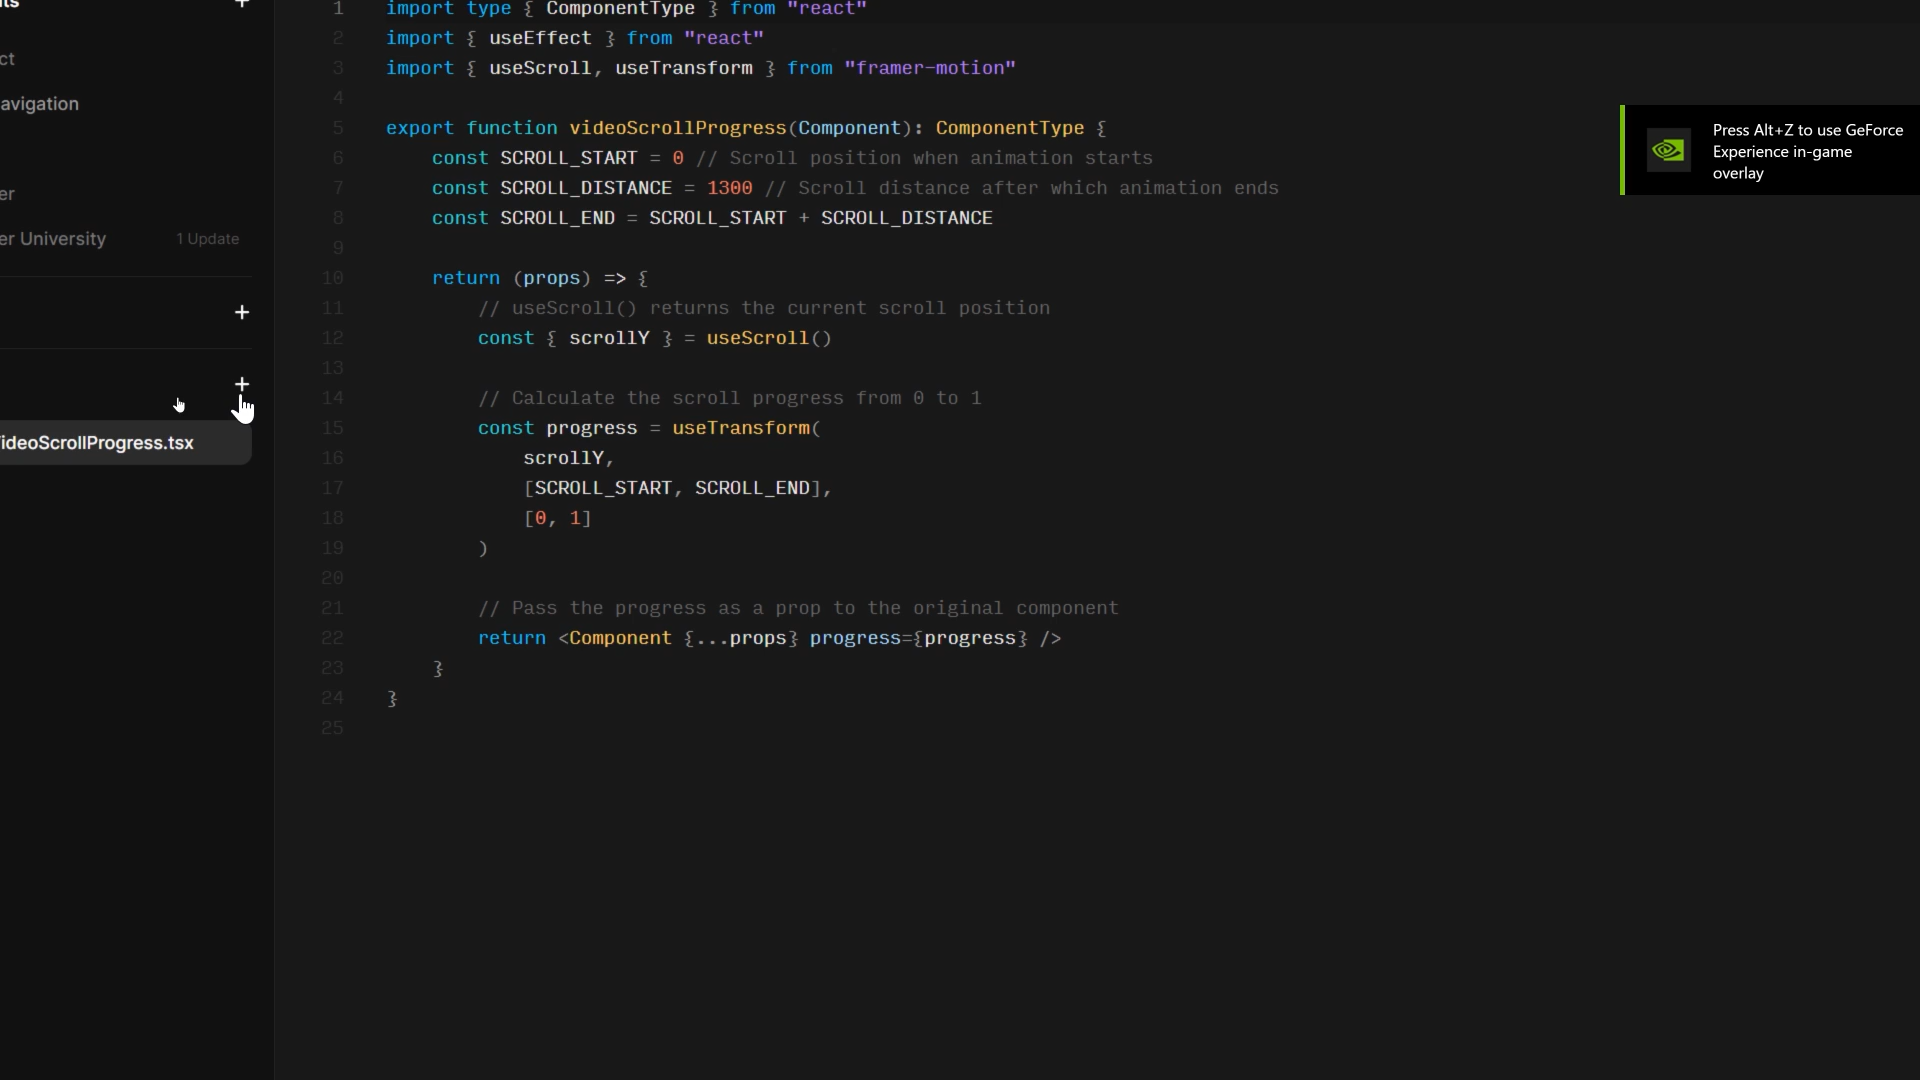 ts
+
ct
avigation
er
er University 1 Update
+
+
ideoScrollProgress.tsx
1 import type { ComponentType } from "react"
2 import { useEffect } from "react"
3 import { useScroll, useTransform } from "framer-motion"
4
5 export function videoScrollProgress(Component): ComponentType {
6 const SCROLL_START = 0 // Scroll position when animation starts
7 const SCROLL_DISTANCE = 1300 // Scroll distance after which animation ends
8 const SCROLL_END = SCROLL_START + SCROLL_DISTANCE
9
10 return (props) => {
11 // useScroll() returns the current scroll position
12 const { scrollY } = useScroll()
13
14 // Calculate the scroll progress from 0 to 1
15 const progress = useTransform(
16 scrollY,
17 [SCROLL_START, SCROLL_END],
18 [0, 1]
19 )
20
21 // Pass the progress as a prop to the original component
22 return <Component {...props} progress={progress} />
23 }
24 }
25
Press Alt+Z to use GeForce
Experience in-game
overlay